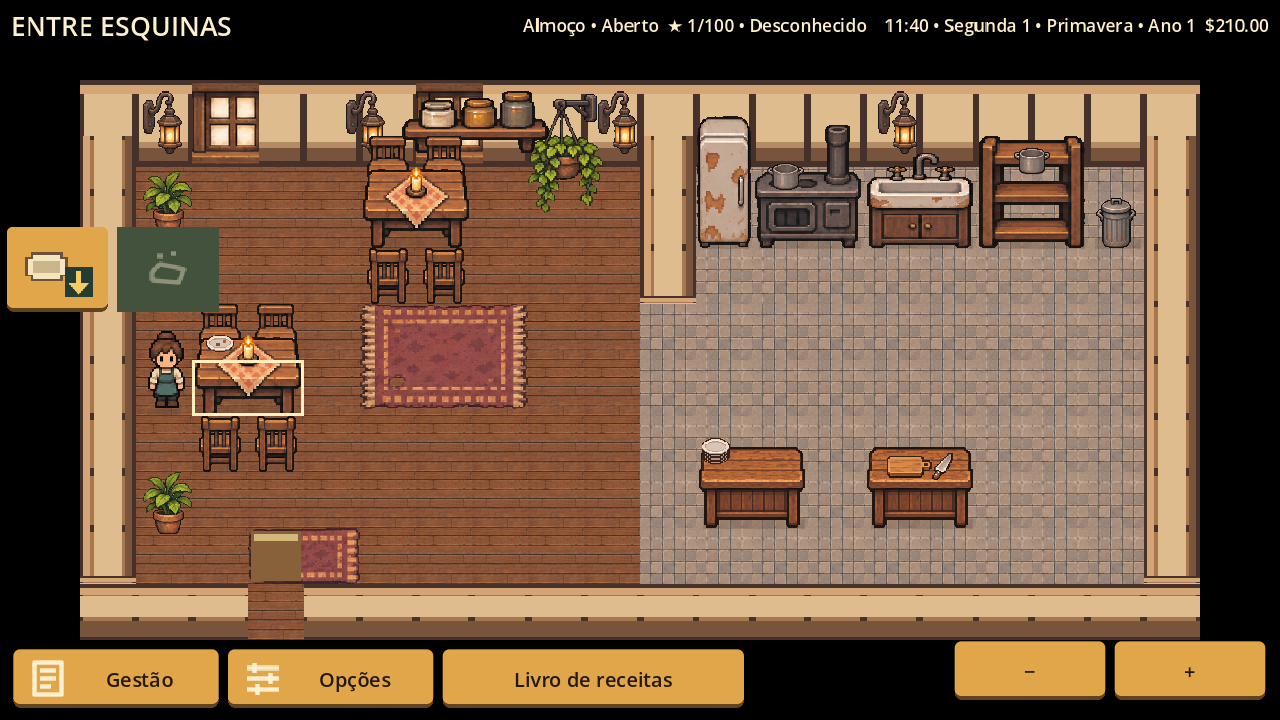 ENTRE ESQUINAS
Almoço • Aberto ★ 1/100 • Desconhecido 11:40 • Segunda 1 • Primavera • Ano 1 $210.00
Gestão
Opções
Livro de receitas
−
+